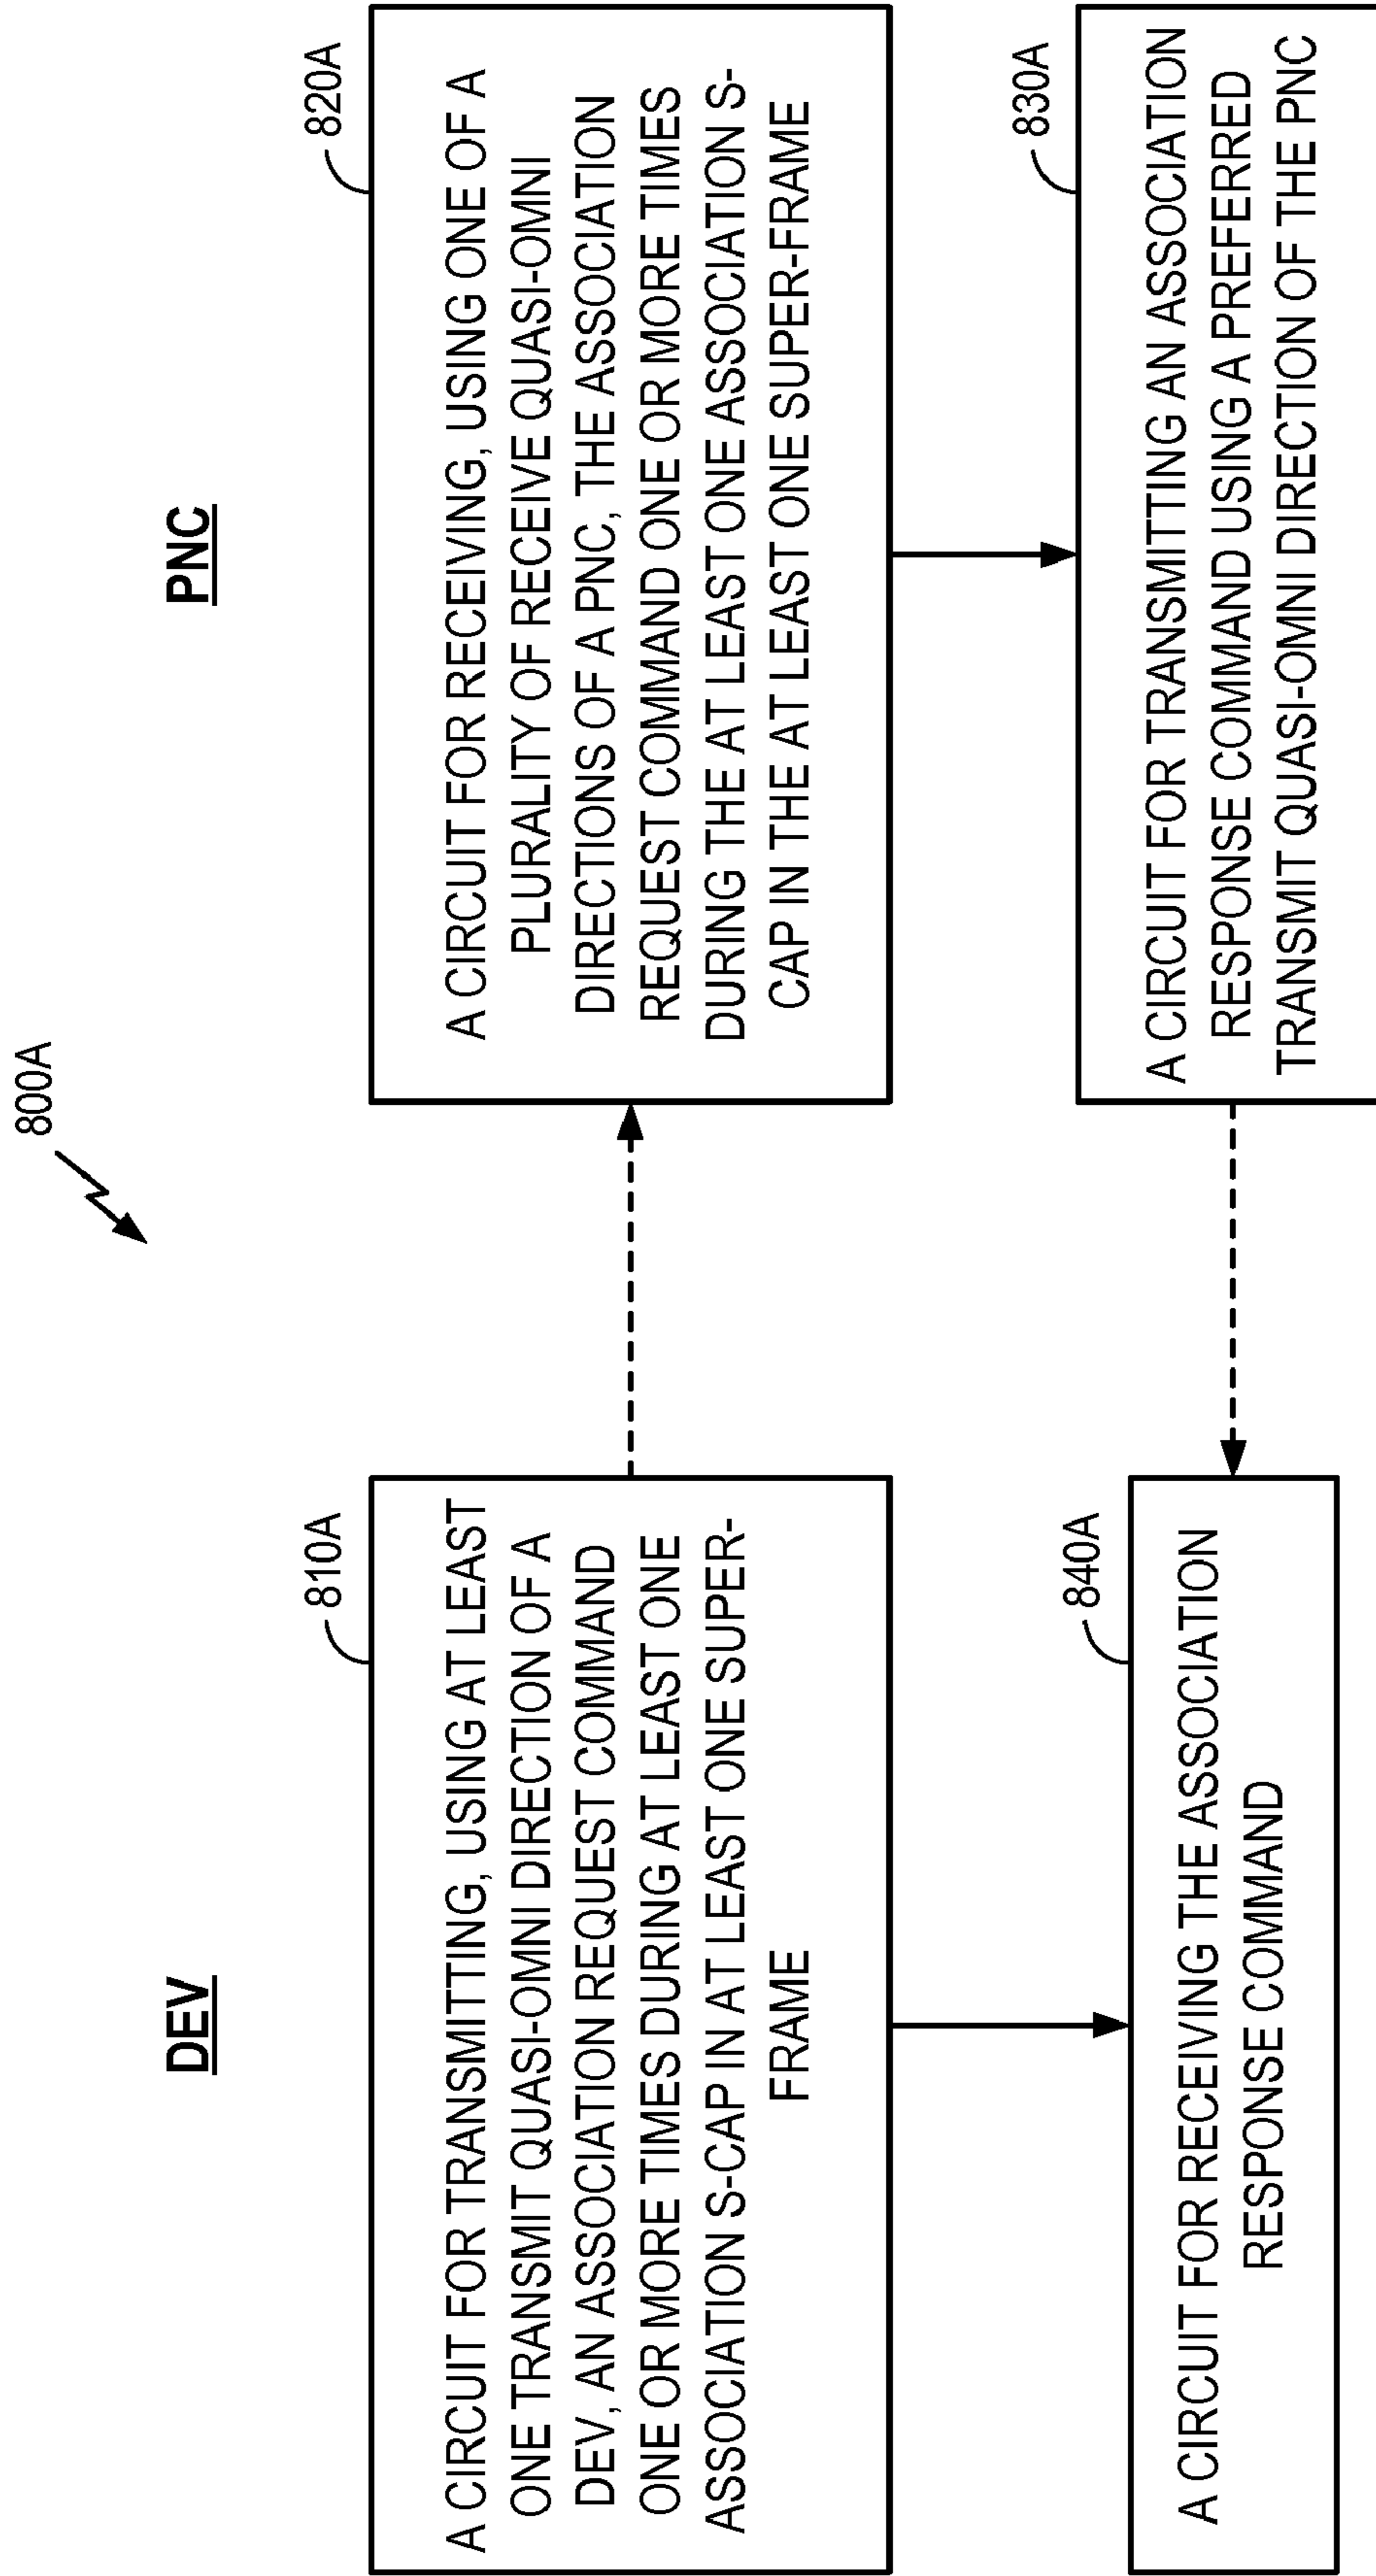 800A
DEV
PNC
810A
A CIRCUIT FOR TRANSMITTING, USING AT LEAST
ONE TRANSMIT QUASI-OMNI DIRECTION OF A
DEV, AN ASSOCIATION REQUEST COMMAND
ONE OR MORE TIMES DURING AT LEAST ONE
ASSOCIATION S-CAP IN AT LEAST ONE SUPER-
FRAME
820A
A CIRCUIT FOR RECEIVING, USING ONE OF A
PLURALITY OF RECEIVE QUASI-OMNI
DIRECTIONS OF A PNC, THE ASSOCIATION
REQUEST COMMAND ONE OR MORE TIMES
DURING THE AT LEAST ONE ASSOCIATION S-
CAP IN THE AT LEAST ONE SUPER-FRAME
840A
A CIRCUIT FOR RECEIVING THE ASSOCIATION
RESPONSE COMMAND
830A
A CIRCUIT FOR TRANSMITTING AN ASSOCIATION
RESPONSE COMMAND USING A PREFERRED
TRANSMIT QUASI-OMNI DIRECTION OF THE PNC